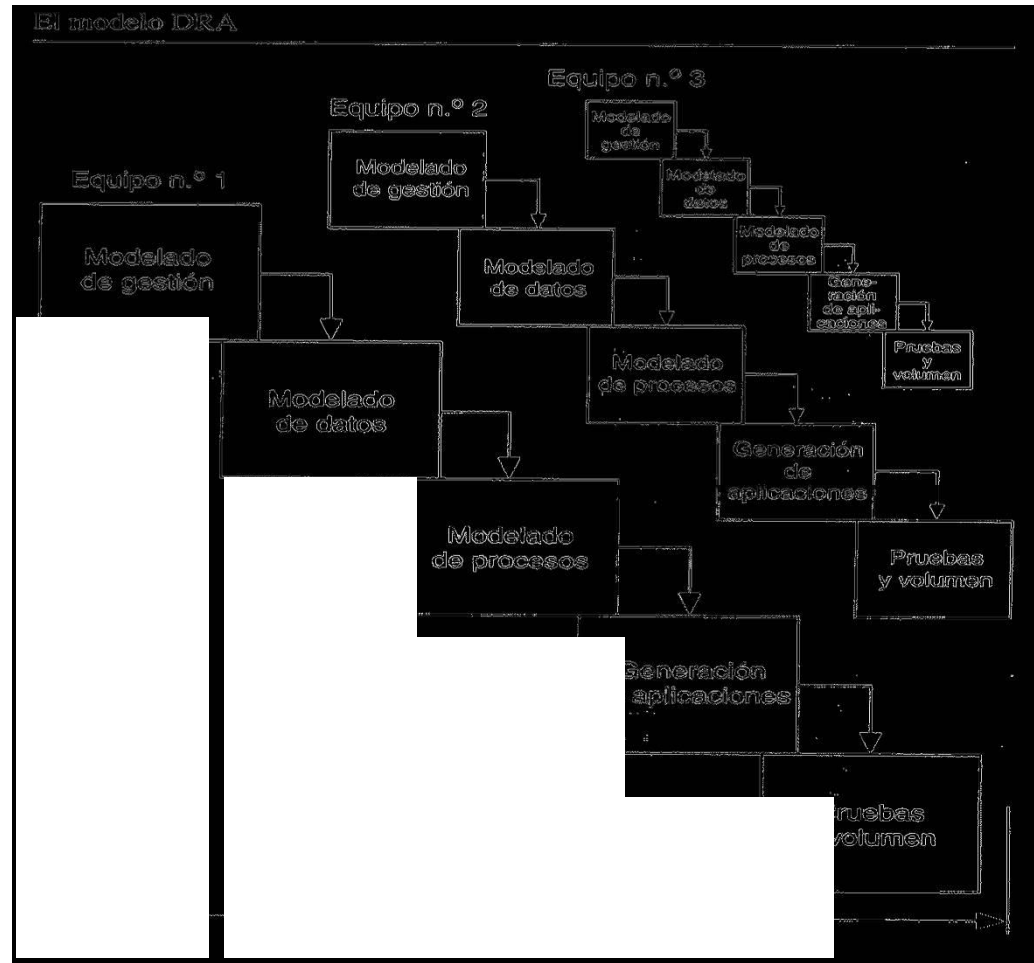 El modelo DRA
Equipo n.º 3
Modelado
de
gestión
Modelado
de
datos
Modelado
de
procesos
Gene-
ración
de apli-
caciones
Pruebas
y
volumen
Equipo n.º 2
Modelado
de gestión
Modelado
de datos
Modelado
de procesos
Generación
de
aplicaciones
Pruebas
y volumen
Equipo n.º 1
Modelado
de gestión
Modelado
de datos
Modelado
de procesos
Generación
aplicaciones
ruebas
volumen